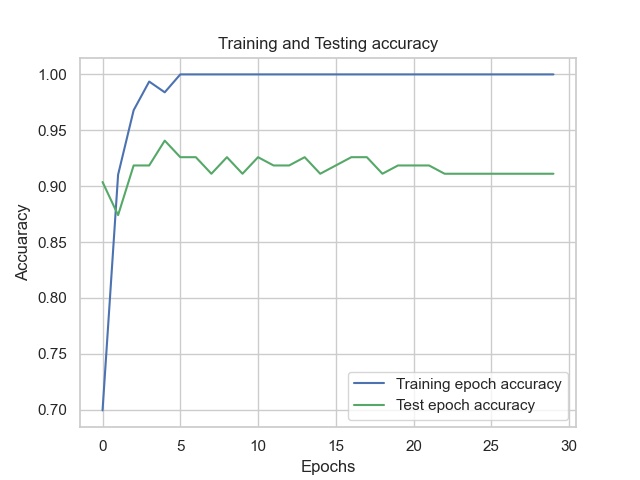 Training and Testing accuracy
1.00
0.95
0.90
0.85
0.80
0.75
0.70
Accuaracy
Training epoch accuracy
Test epoch accuracy
0 5 10 15 20 25 30
Epochs